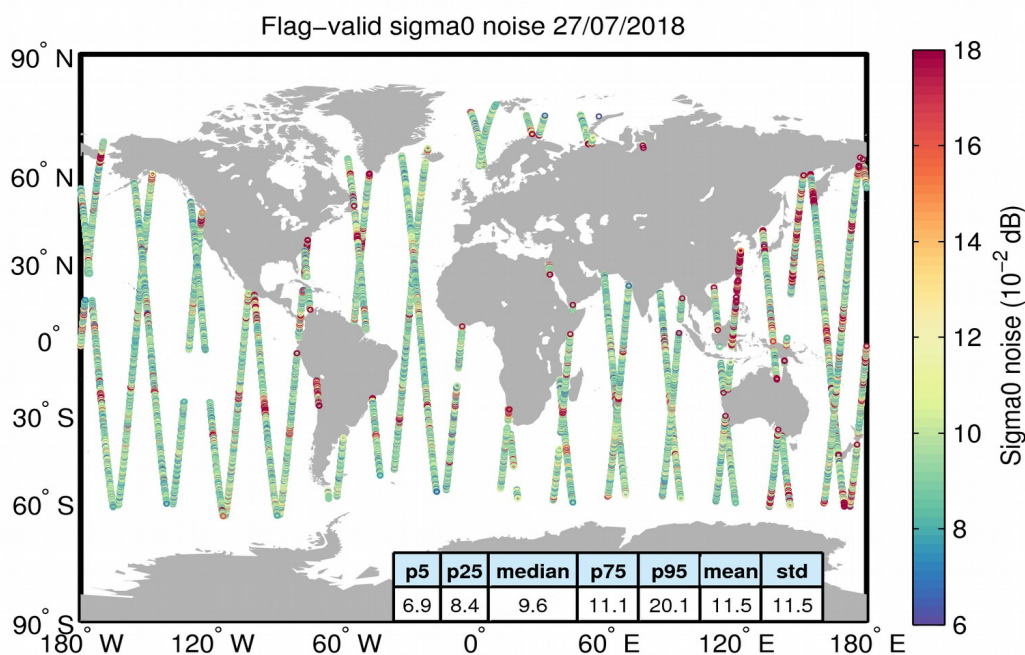 Flag-valid sigma0 noise 27/07/2018
90° N
60° N
30° N
0°
30° S
60° S
90° S
180° W
120° W
60° W
0°
60° E
120° E
180° E
p5 p25 median p75 p95 mean std
6.9 8.4 9.6 11.1 20.1 11.5 11.5
18
16
14
12
10
8
6
Sigma0 noise (10⁻² dB)